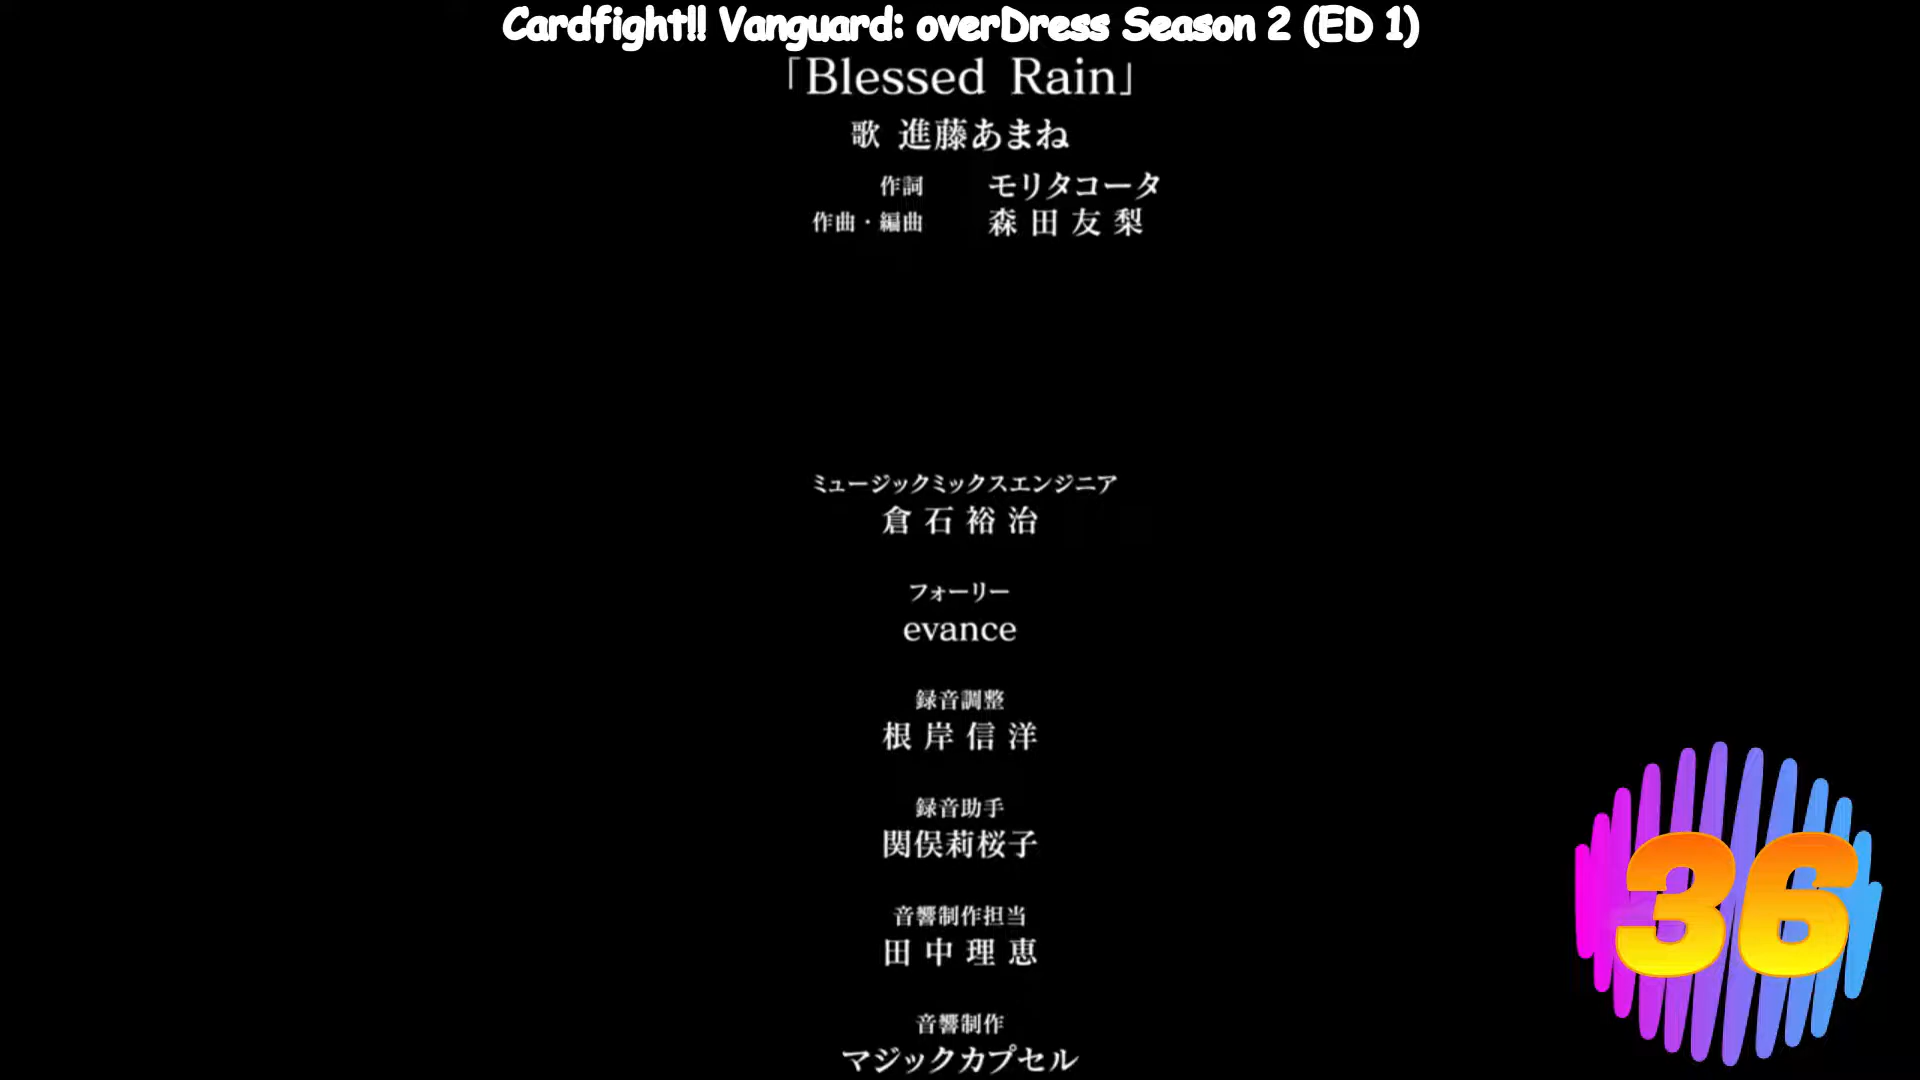 Cardfight!! Vanguard: overDress Season 2 (ED 1)
「Blessed Rain」
歌 進藤あまね
作詞 モリタコータ
作曲・編曲 森田友梨
ミュージックミックスエンジニア
倉石裕治
フォーリー
evance
録音調整
根岸信洋
録音助手
関俣莉桜子
音響制作担当
田中理恵
音響制作
マジックカプセル
36